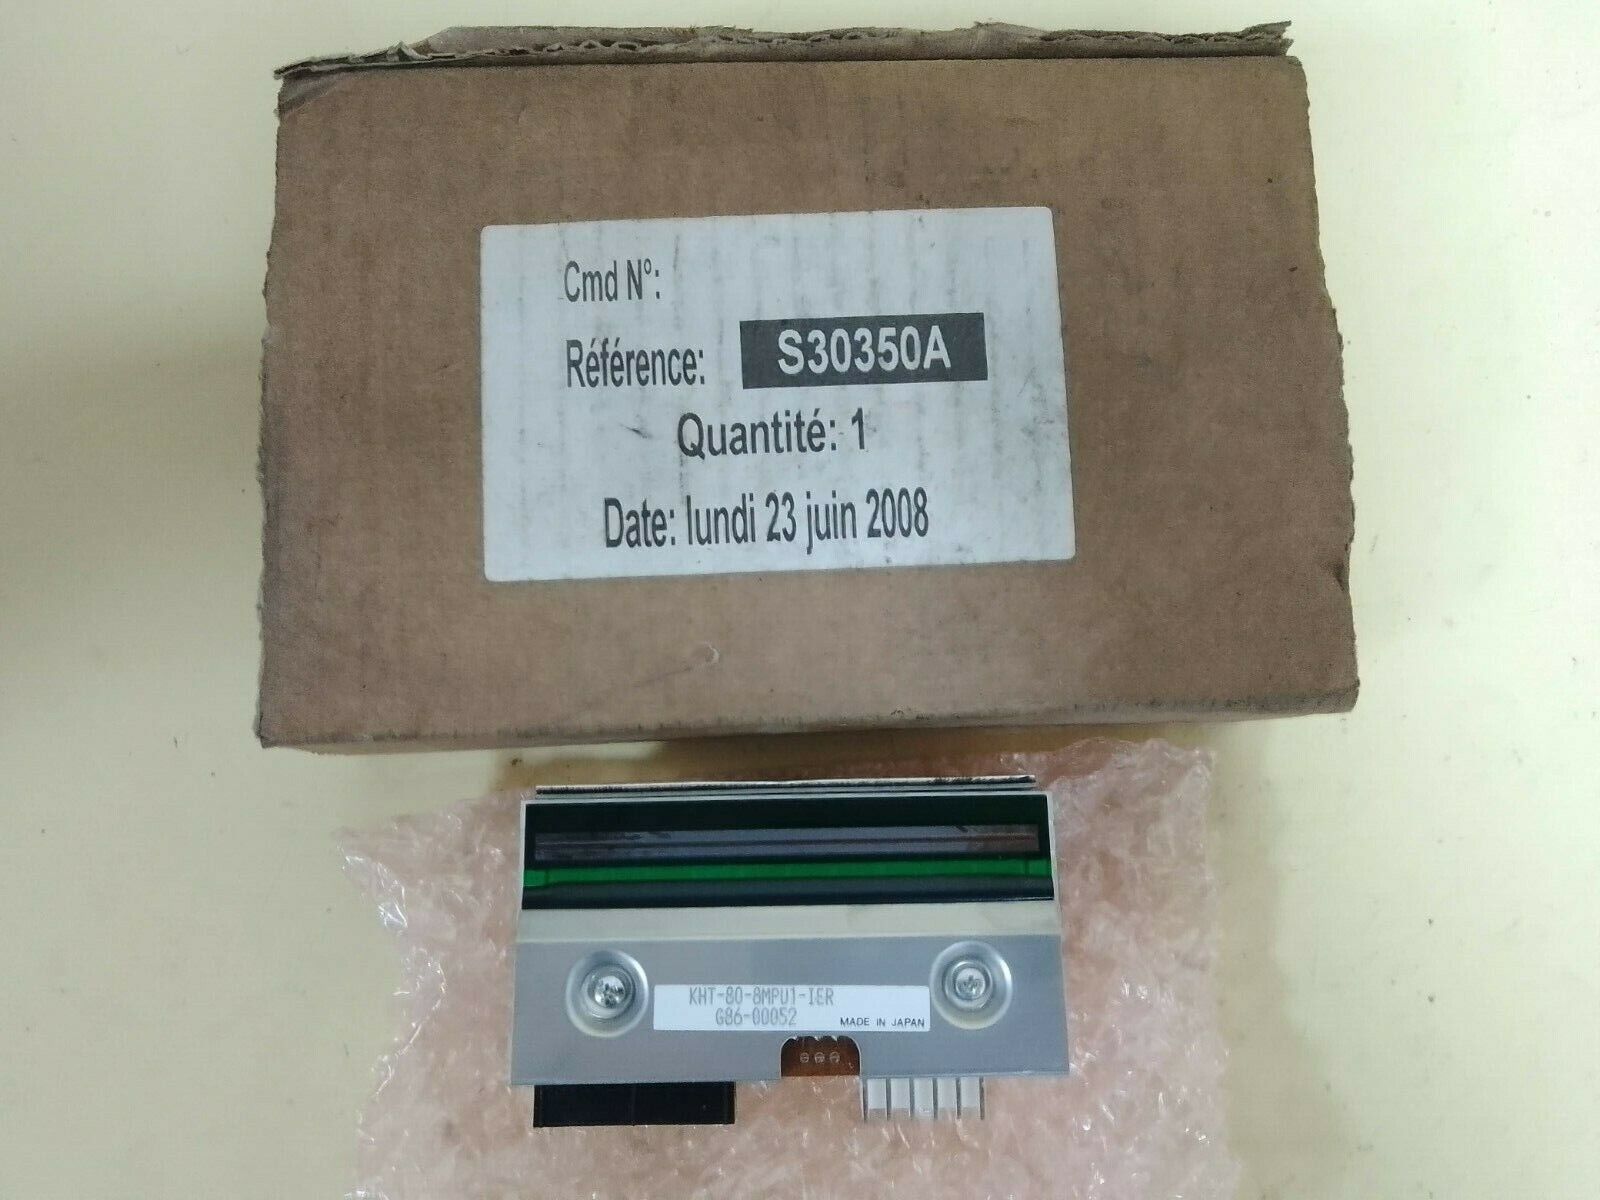 Cmd N°:
Référence: S30350A
Quantité: 1
Date: lundi 23 juin 2008
KHT-80-8MPU1-IER
G86-00052 MADE IN JAPAN